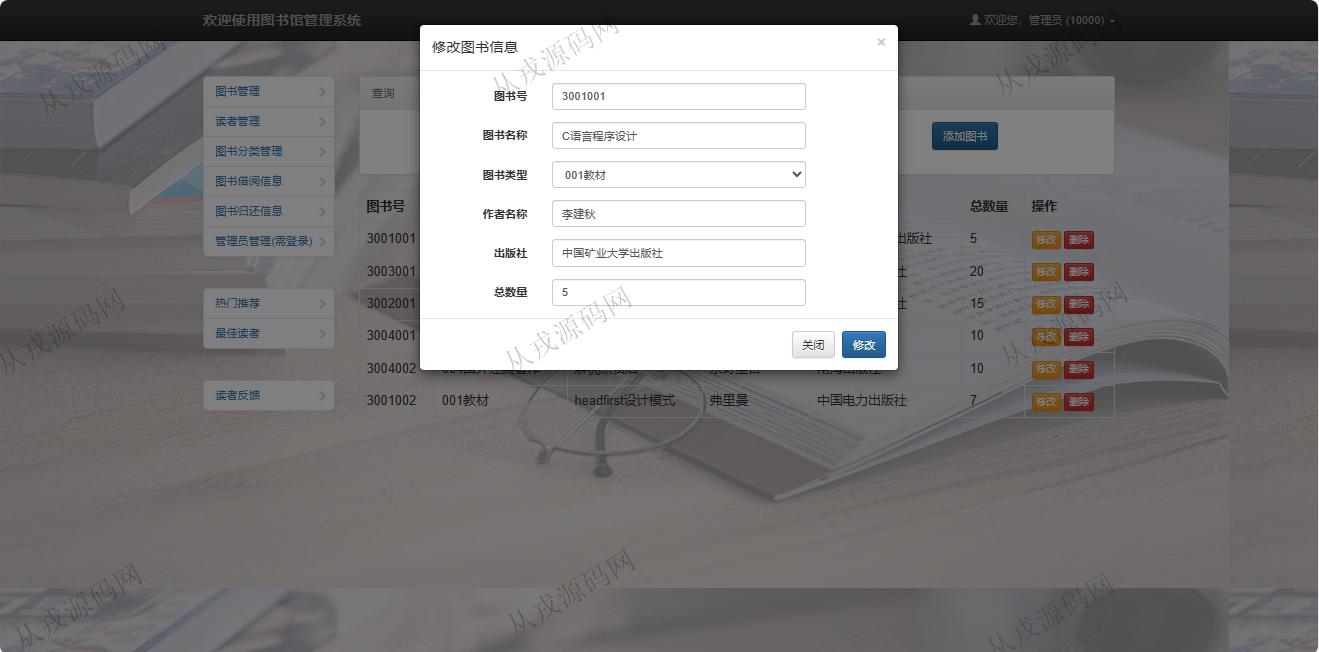 欢迎使用图书馆管理系统
欢迎您，管理员 (10000)
修改图书信息
×
图书号 3001001
图书名称 C语言程序设计
图书类型 001教材
作者名称 李建秋
出版社 中国矿业大学出版社
总数量 5
关闭 修改
图书管理
读者管理
图书分类管理
图书借阅信息
图书归还信息
管理员管理(需登录)
热门推荐
最佳读者
读者反馈
查询
添加图书
图书号 总数量 操作
3001001 出版社 5 修改 删除
3003001 社 20 修改 删除
3002001 社 15 修改 删除
3004001 10 修改 删除
3004002 10 修改 删除
3001002 001教材 headfirst设计模式 弗里曼 中国电力出版社 7 修改 删除
从戎源码网
从戎源码网
从戎源码网
从戎源码网
从戎源码网
从戎源码网
从戎源码网
从戎源码网
从戎源码网